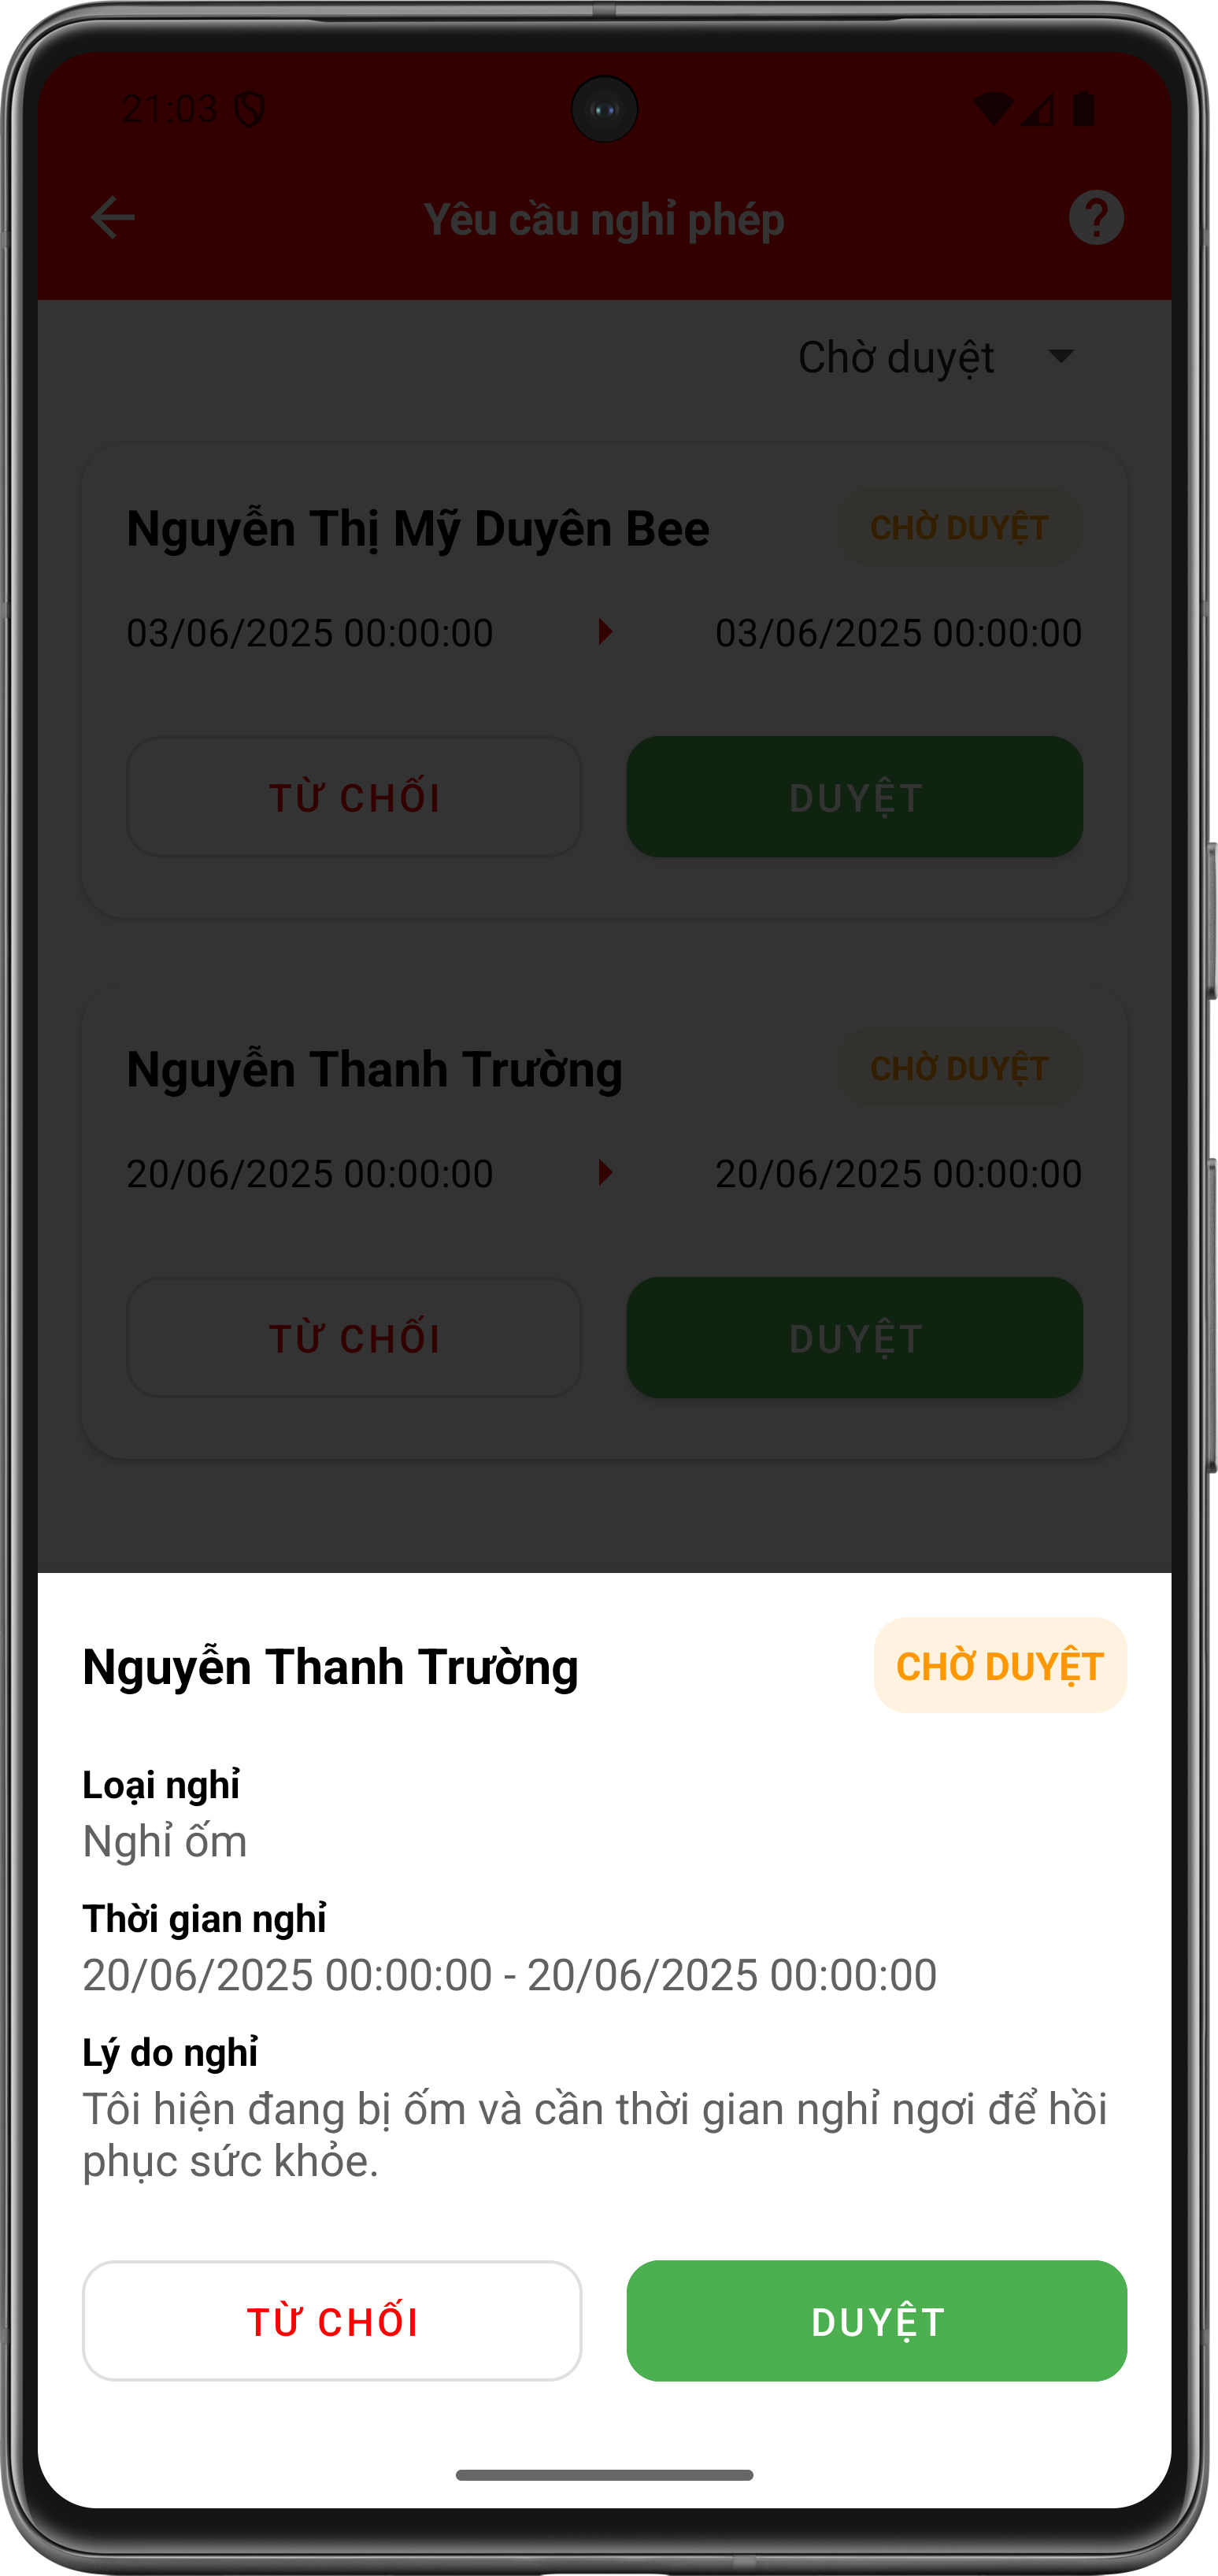 21:03
Yêu cầu nghỉ phép
Chờ duyệt
Nguyễn Thị Mỹ Duyên Bee
CHỜ DUYỆT
03/06/2025 00:00:00
03/06/2025 00:00:00
TỪ CHỐI
DUYỆT
Nguyễn Thanh Trường
CHỜ DUYỆT
20/06/2025 00:00:00
20/06/2025 00:00:00
TỪ CHỐI
DUYỆT
Nguyễn Thanh Trường
CHỜ DUYỆT
Loại nghỉ
Nghỉ ốm
Thời gian nghỉ
20/06/2025 00:00:00 - 20/06/2025 00:00:00
Lý do nghỉ
Tôi hiện đang bị ốm và cần thời gian nghỉ ngơi để hồi
phục sức khỏe.
TỪ CHỐI
DUYỆT